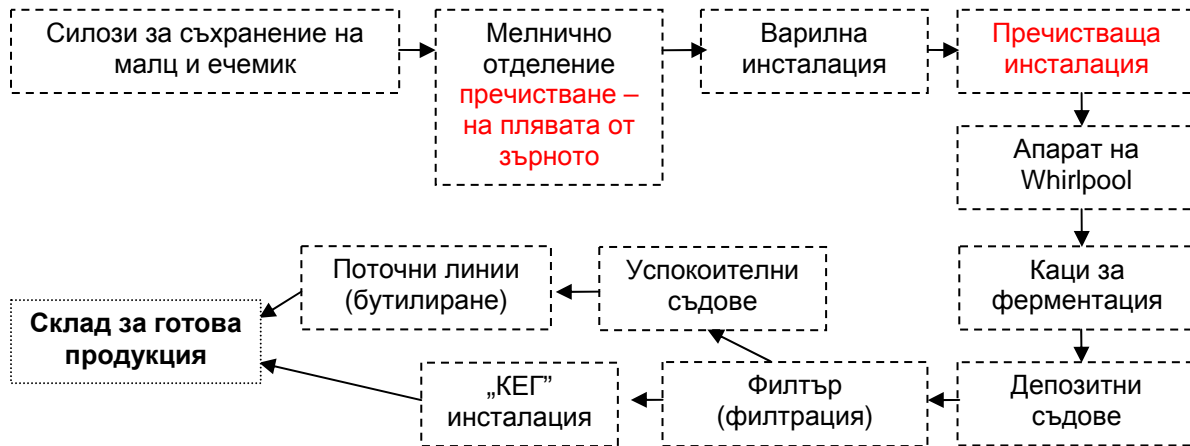 Силози за съхранение на
малц и ечемик
Мелнично
отделение
пречистване –
на плявата от
зърното
Варилна
инсталация
Пречистваща
инсталация
Апарат на
Whirlpool
Каци за
ферментация
Депозитни
съдове
Филтър
(филтрация)
Успокоителни
съдове
Поточни линии
(бутилиране)
„КЕГ”
инсталация
Склад за готова
продукция